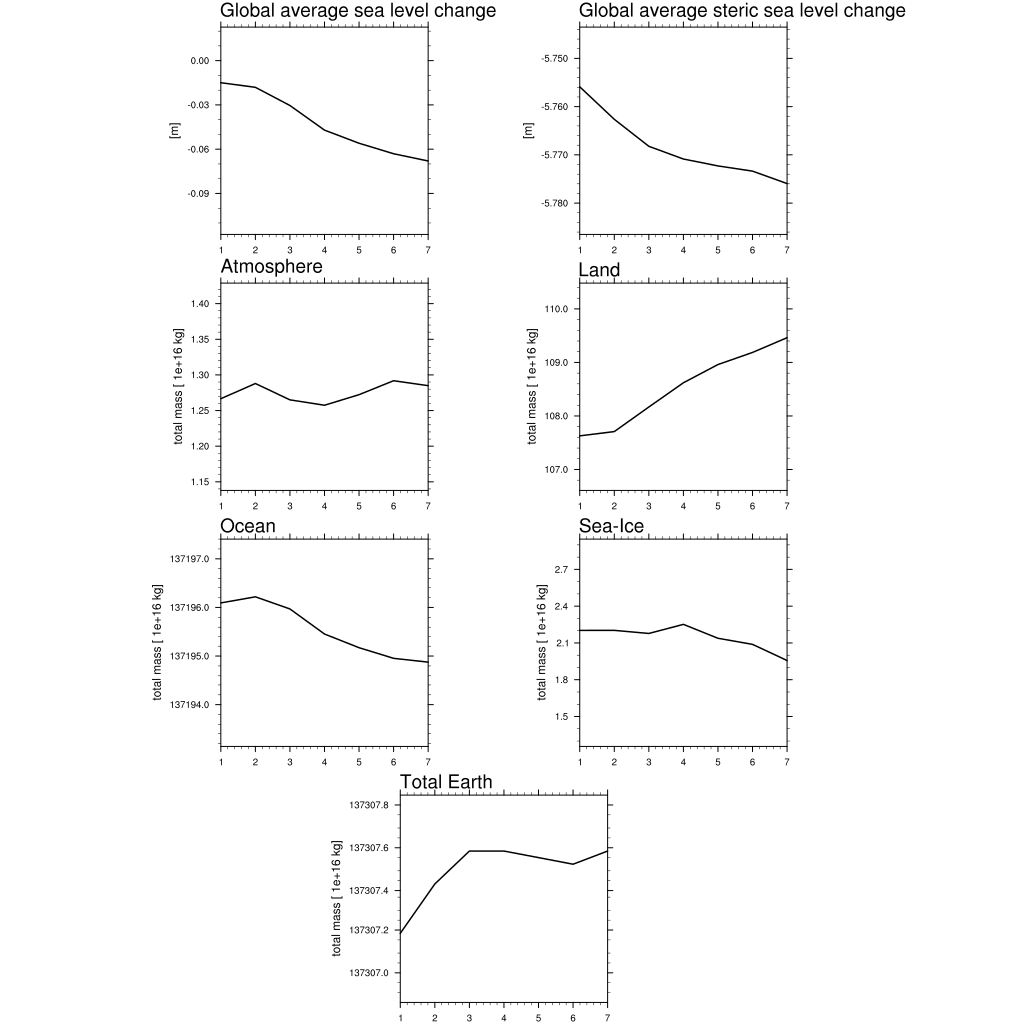 Global average sea level change
Global average steric sea level change
0.00
-0.03
-0.06
-0.09
[m]
1 2 3 4 5 6 7
-5.750
-5.760
-5.770
-5.780
[m]
1 2 3 4 5 6 7
Atmosphere
1.40
1.35
1.30
1.25
1.20
1.15
total mass [ 1e+16 kg]
1 2 3 4 5 6 7
Land
110.0
109.0
108.0
107.0
total mass [ 1e+16 kg]
1 2 3 4 5 6 7
Ocean
137197.0
137196.0
137195.0
137194.0
total mass [ 1e+16 kg]
1 2 3 4 5 6 7
Sea-Ice
2.7
2.4
2.1
1.8
1.5
total mass [ 1e+16 kg]
1 2 3 4 5 6 7
Total Earth
137307.8
137307.6
137307.4
137307.2
137307.0
total mass [ 1e+16 kg]
1 2 3 4 5 6 7